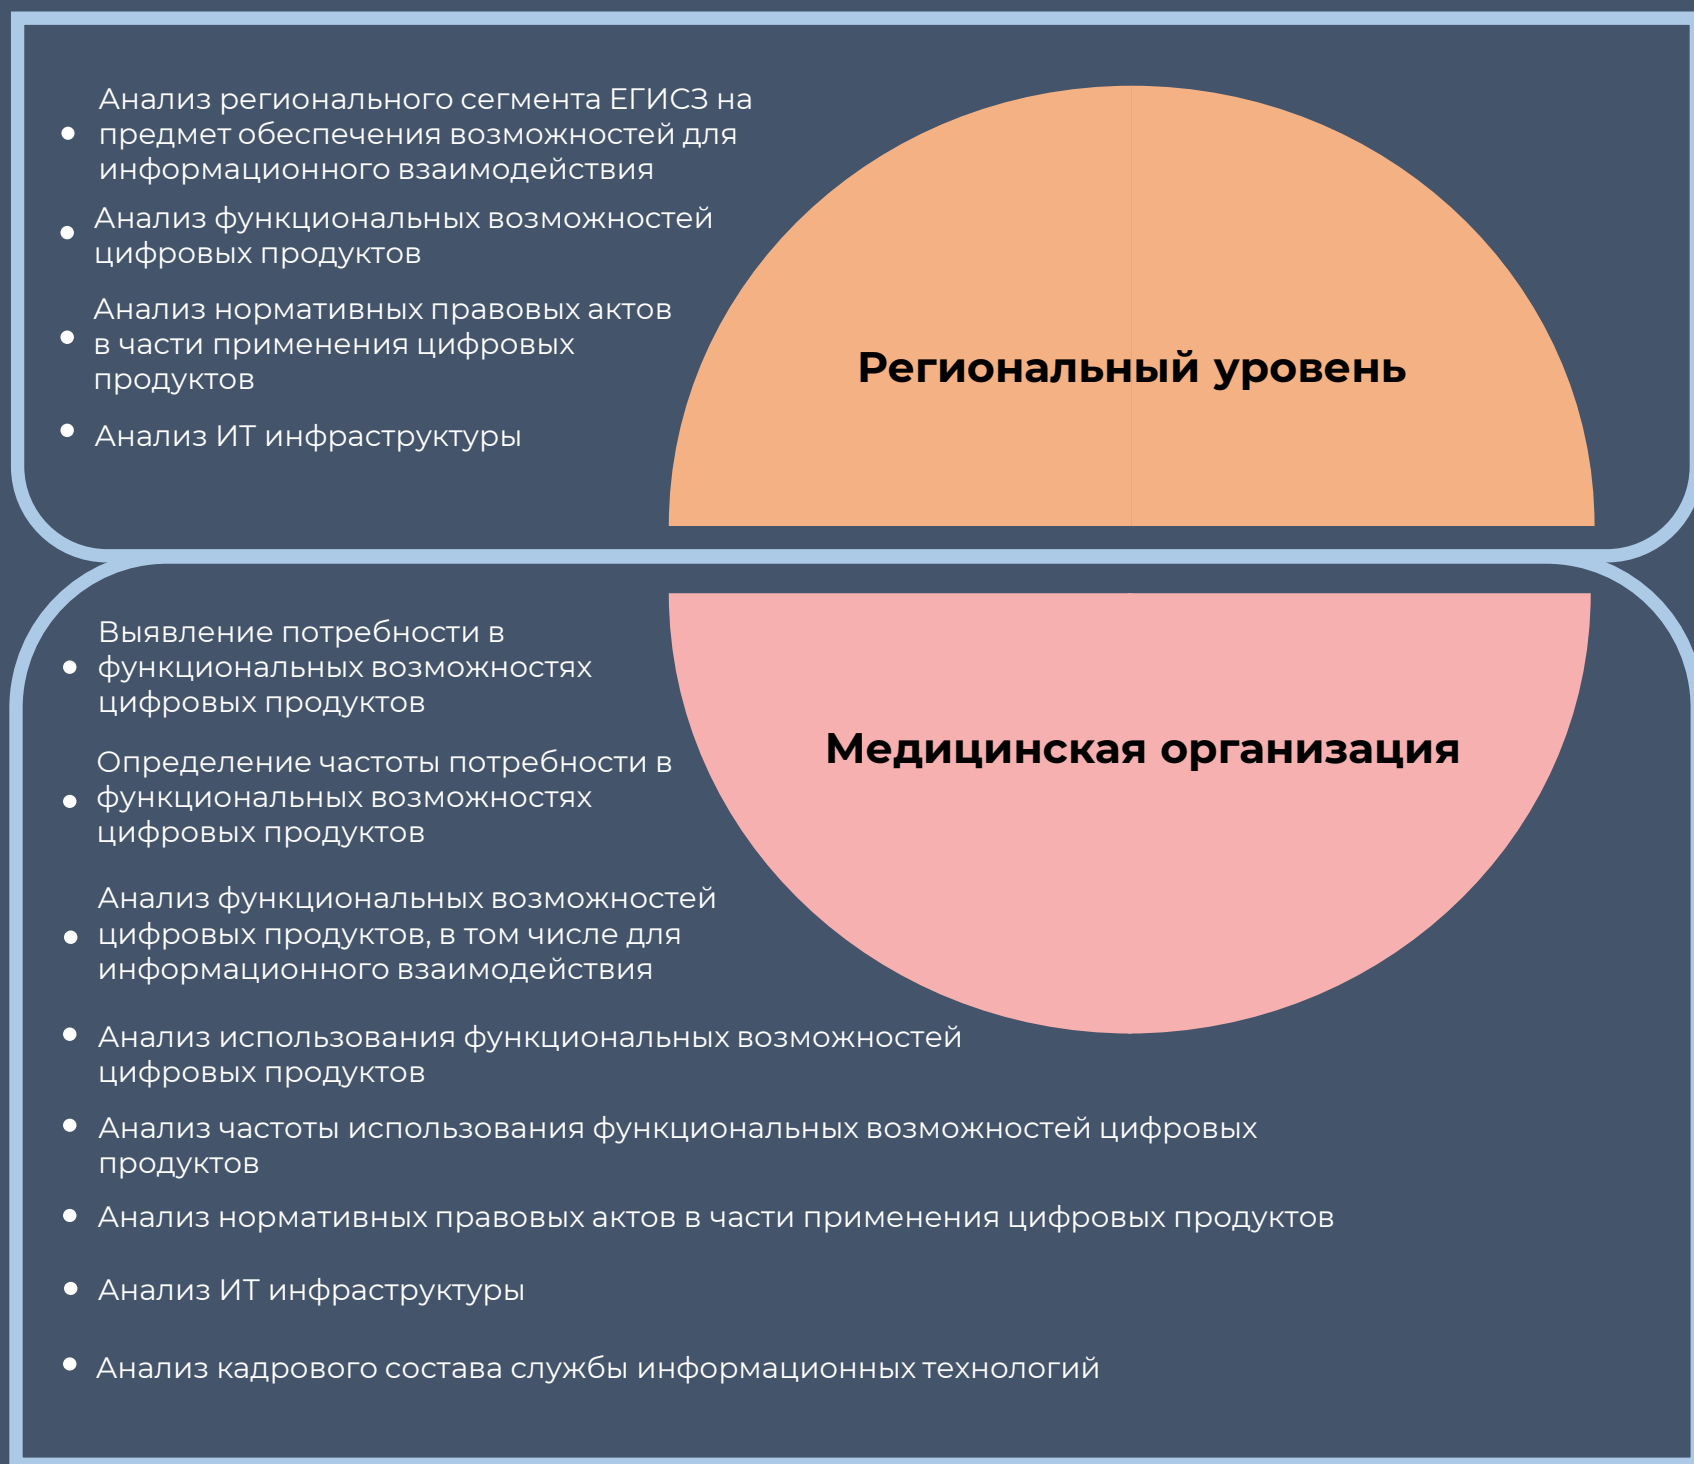 Анализ регионального сегмента ЕГИСЗ на
предмет обеспечения возможностей для
информационного взаимодействия
Анализ функциональных возможностей
цифровых продуктов
Анализ нормативных правовых актов
в части применения цифровых
продуктов
Анализ ИТ инфраструктуры
Региональный уровень
Выявление потребности в
функциональных возможностях
цифровых продуктов
Определение частоты потребности в
функциональных возможностях
цифровых продуктов
Анализ функциональных возможностей
цифровых продуктов, в том числе для
информационного взаимодействия
Анализ использования функциональных возможностей
цифровых продуктов
Анализ частоты использования функциональных возможностей цифровых
продуктов
Анализ нормативных правовых актов в части применения цифровых продуктов
Анализ ИТ инфраструктуры
Анализ кадрового состава службы информационных технологий
Медицинская организация